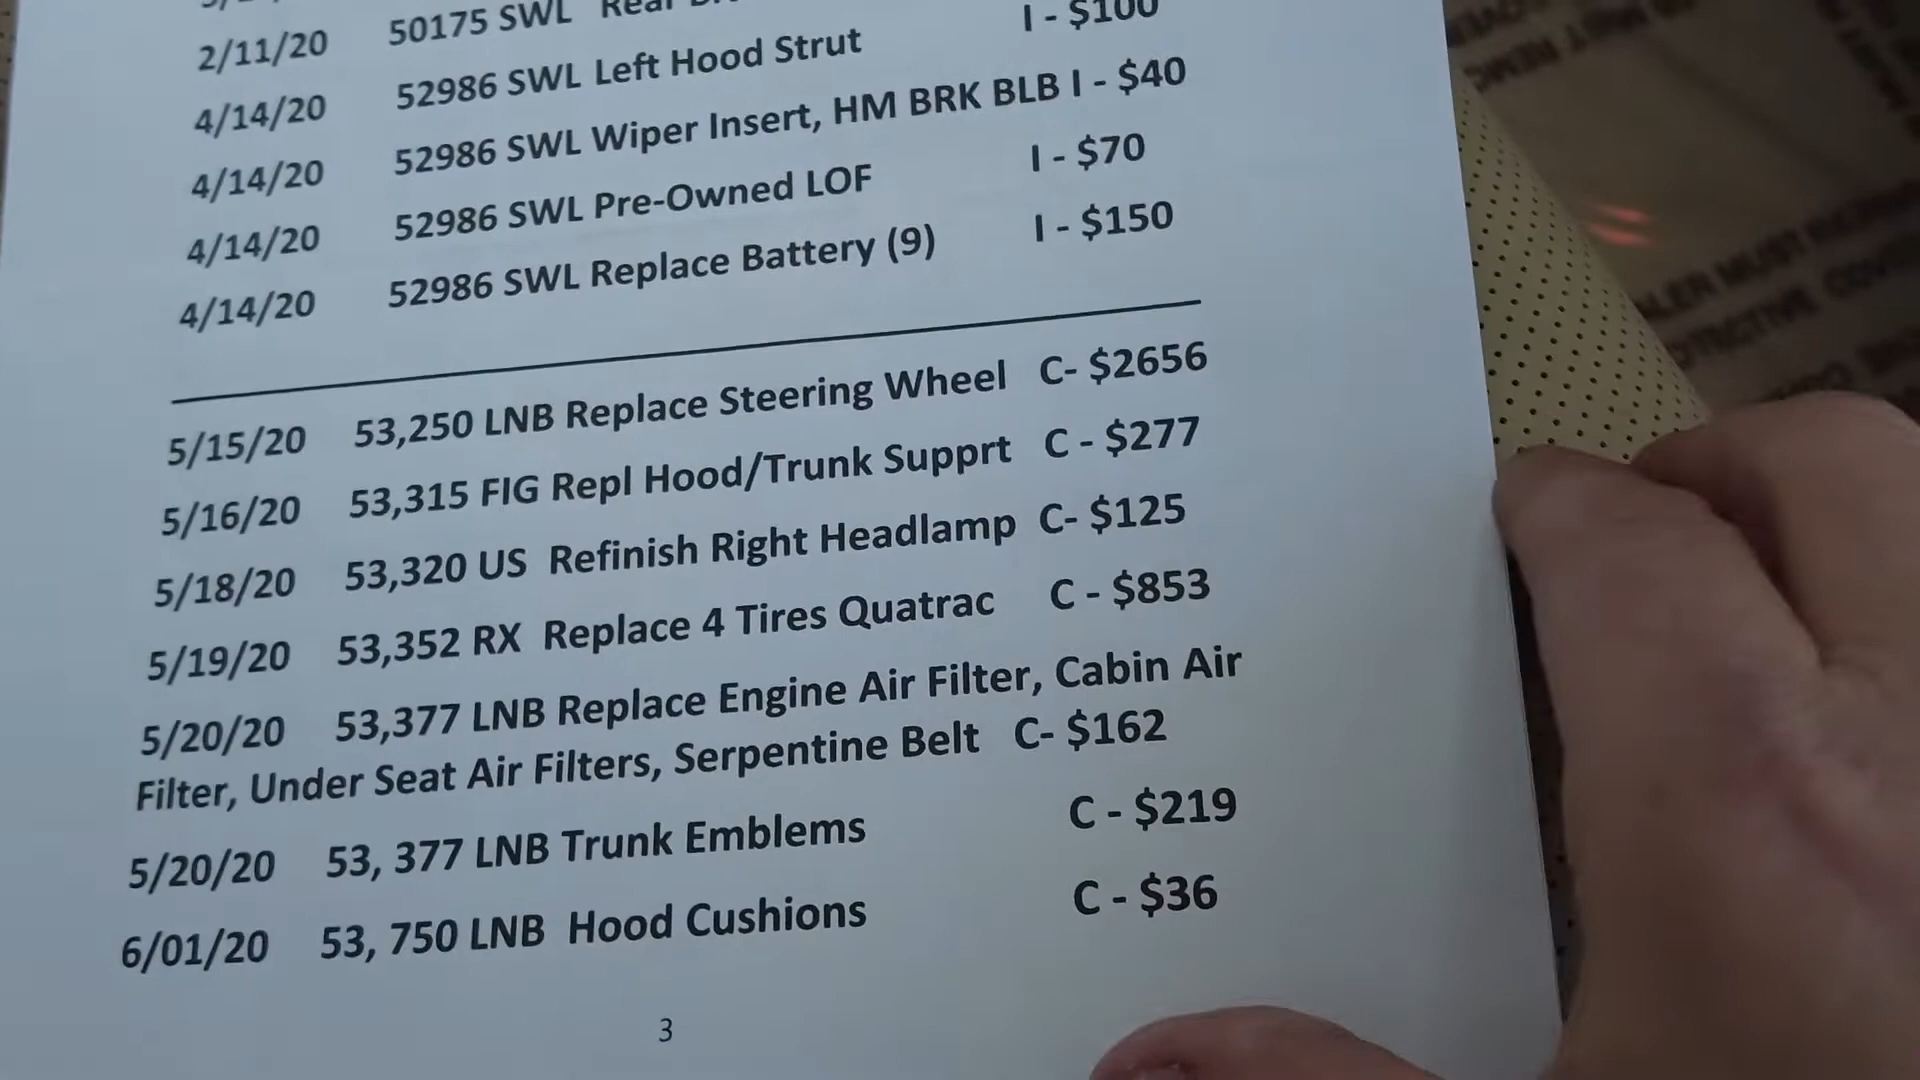 2/11/20 50175 SWL Rear
4/14/20 52986 SWL Left Hood Strut I - $100
4/14/20 52986 SWL Wiper Insert, HM BRK BLB I - $40
4/14/20 52986 SWL Pre-Owned LOF I - $70
4/14/20 52986 SWL Replace Battery (9) I - $150
5/15/20 53,250 LNB Replace Steering Wheel C- $2656
5/16/20 53,315 FIG Repl Hood/Trunk Supprt C - $277
5/18/20 53,320 US Refinish Right Headlamp C- $125
5/19/20 53,352 RX Replace 4 Tires Quatrac C - $853
5/20/20 53,377 LNB Replace Engine Air Filter, Cabin Air
Filter, Under Seat Air Filters, Serpentine Belt C- $162
5/20/20 53, 377 LNB Trunk Emblems C - $219
6/01/20 53, 750 LNB Hood Cushions C - $36
3
ALER MUST